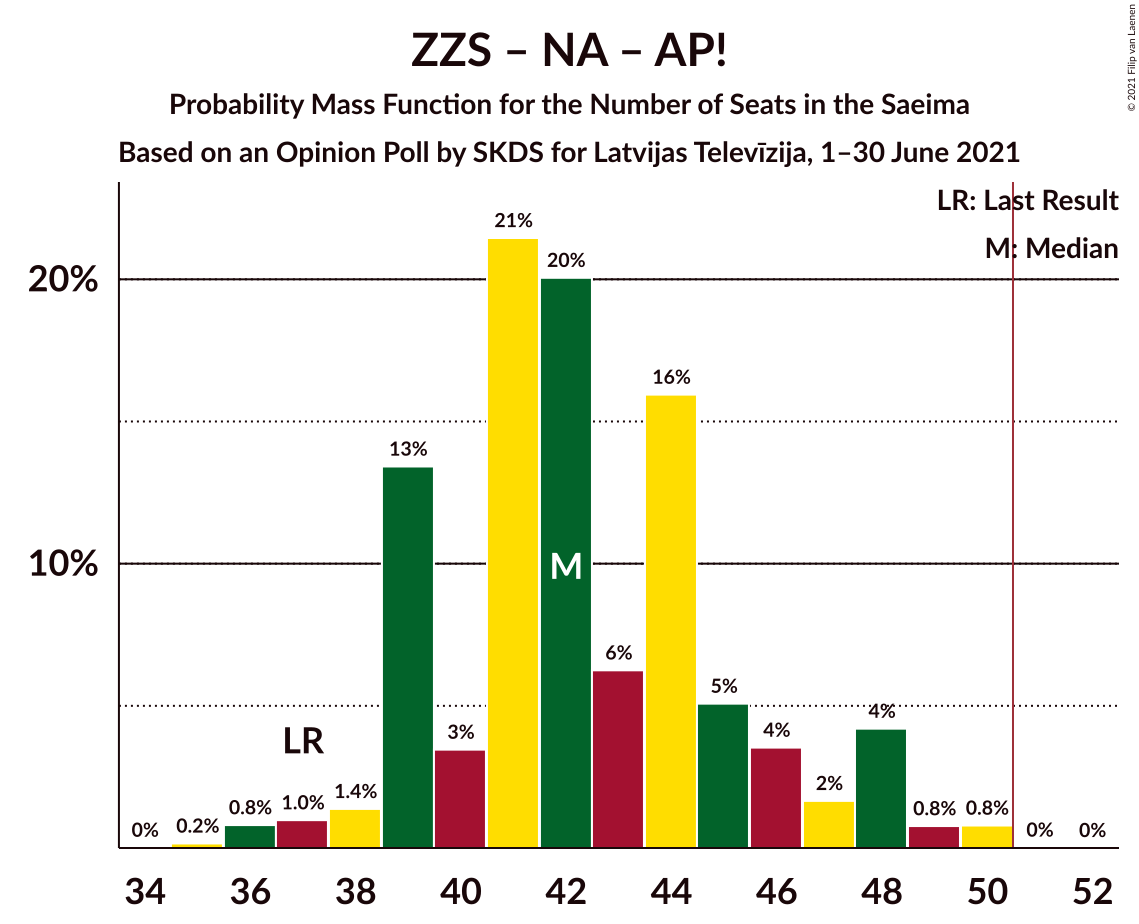 ZZS – NA – AP!
Probability Mass Function for the Number of Seats in the Saeima
Based on an Opinion Poll by SKDS for Latvijas Televīzija, 1–30 June 2021
© 2021 Filip van Laenen
LR: Last Result
M: Median
20%
10%
0%
0.2%
0.8%
1.0%
1.4%
13%
3%
21%
20%
6%
16%
5%
4%
2%
4%
0.8%
0.8%
0%
0%
LR
M
34 36 38 40 42 44 46 48 50 52